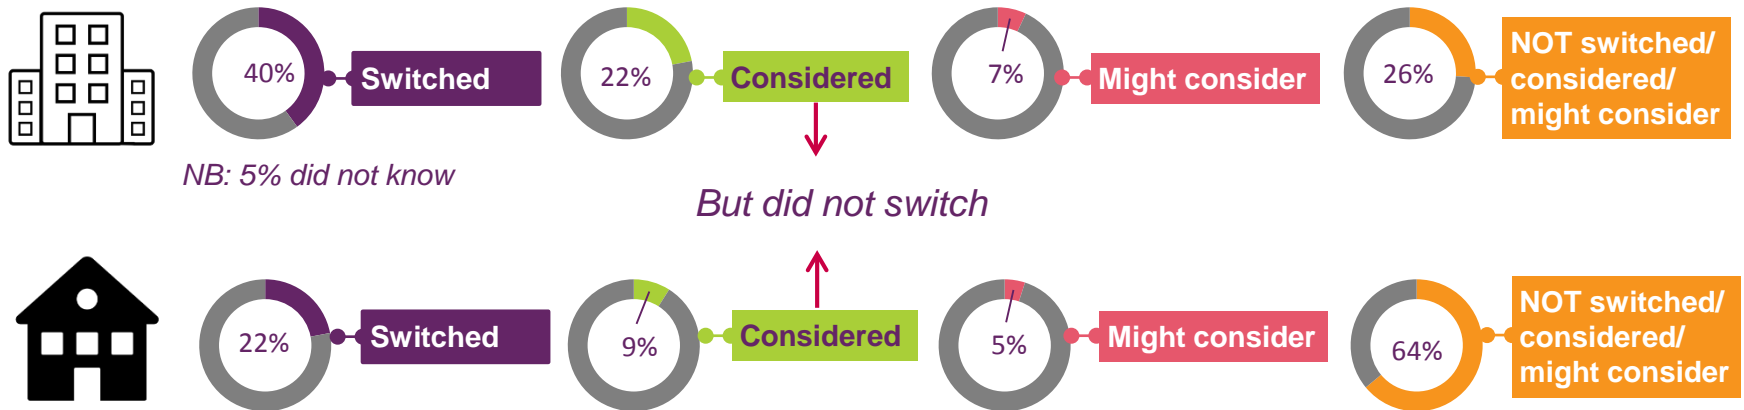 40%
Switched
22%
Considered
7%
Might consider
26%
NOT switched/
considered/
might consider
NB: 5% did not know
But did not switch
22%
Switched
9%
Considered
5%
Might consider
64%
NOT switched/
considered/
might consider